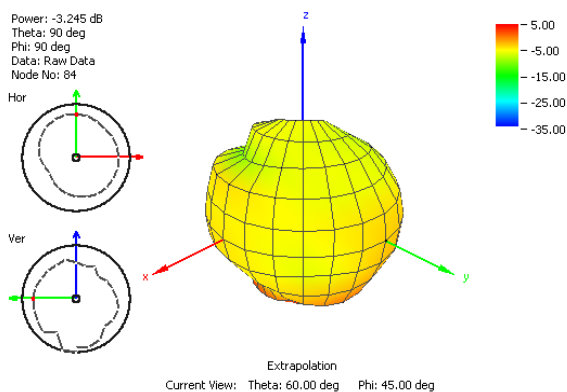 Power: -3.245 dB
Theta: 90 deg
Phi: 90 deg
Data: Raw Data
Node No: 84
Hor
Ver
z
x
y
5.00
-5.00
-15.00
-25.00
-35.00
Extrapolation
Current View: Theta: 60.00 deg Phi: 45.00 deg